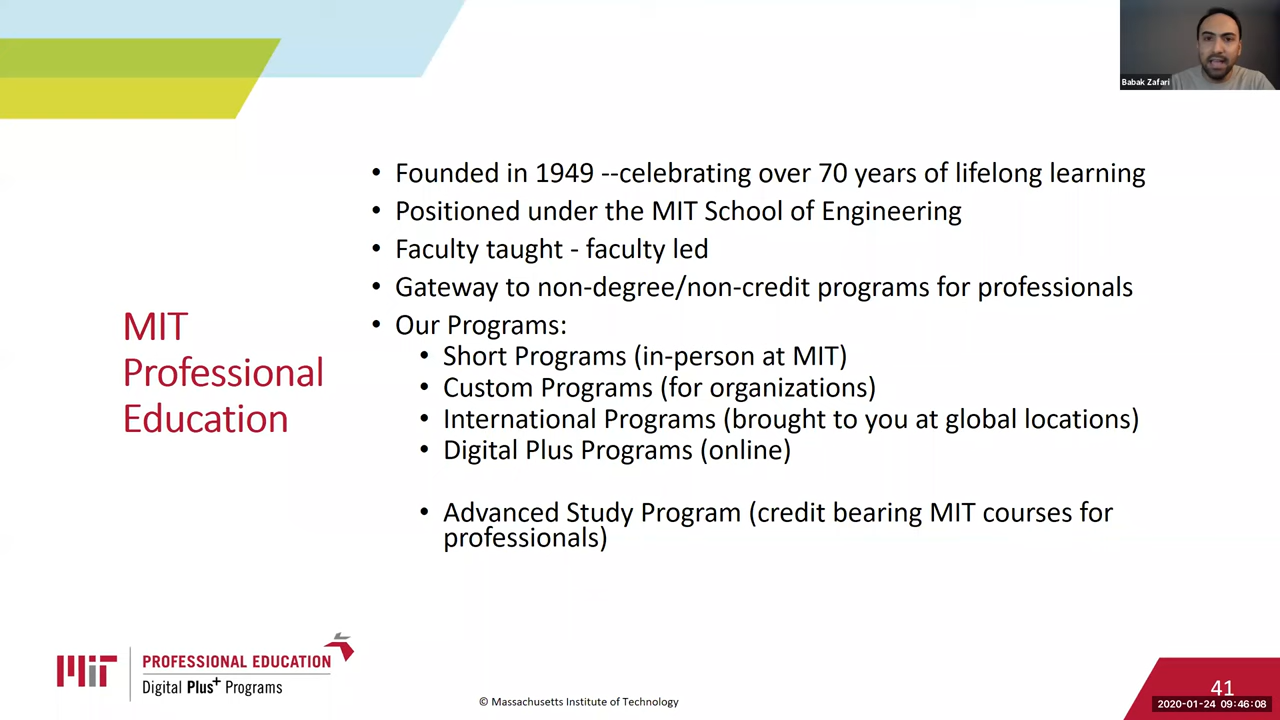 Babak Zafari
• Founded in 1949 --celebrating over 70 years of lifelong learning
• Positioned under the MIT School of Engineering
• Faculty taught - faculty led
• Gateway to non-degree/non-credit programs for professionals
• Our Programs:
• Short Programs (in-person at MIT)
• Custom Programs (for organizations)
• International Programs (brought to you at global locations)
• Digital Plus Programs (online)
• Advanced Study Program (credit bearing MIT courses for
professionals)
MIT
Professional
Education
MIT
PROFESSIONAL EDUCATION
Digital Plus+ Programs
© Massachusetts Institute of Technology
41
2020-01-24 09:46:08